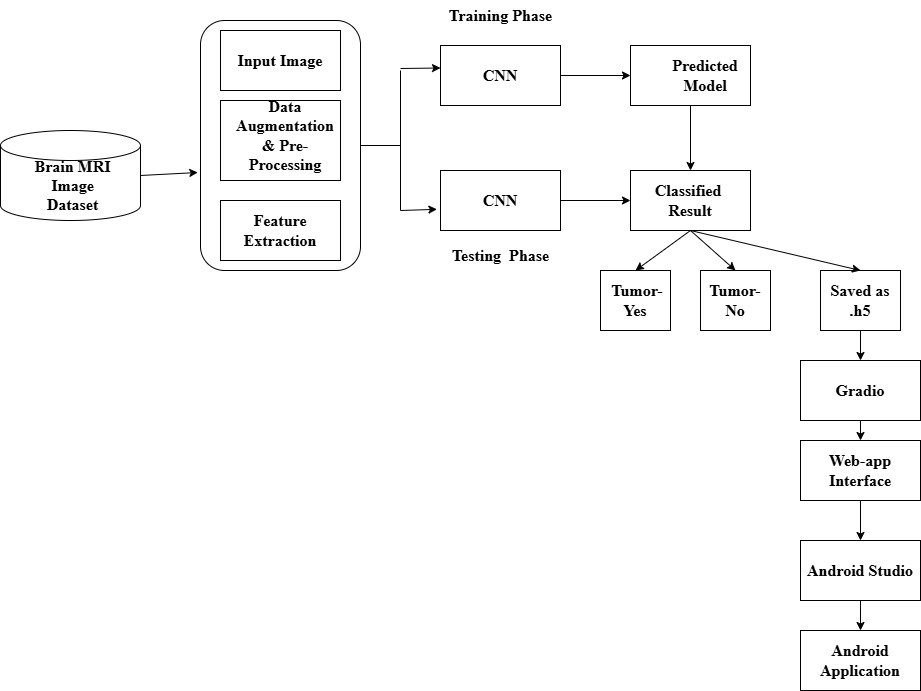 Training Phase
Input Image
CNN
Predicted
Model
Data
Augmentation
& Pre-
Processing
Brain MRI
Image
Dataset
CNN
Classified
Result
Feature
Extraction
Testing Phase
Tumor-
Yes
Tumor-
No
Saved as
.h5
Gradio
Web-app
Interface
Android Studio
Android
Application